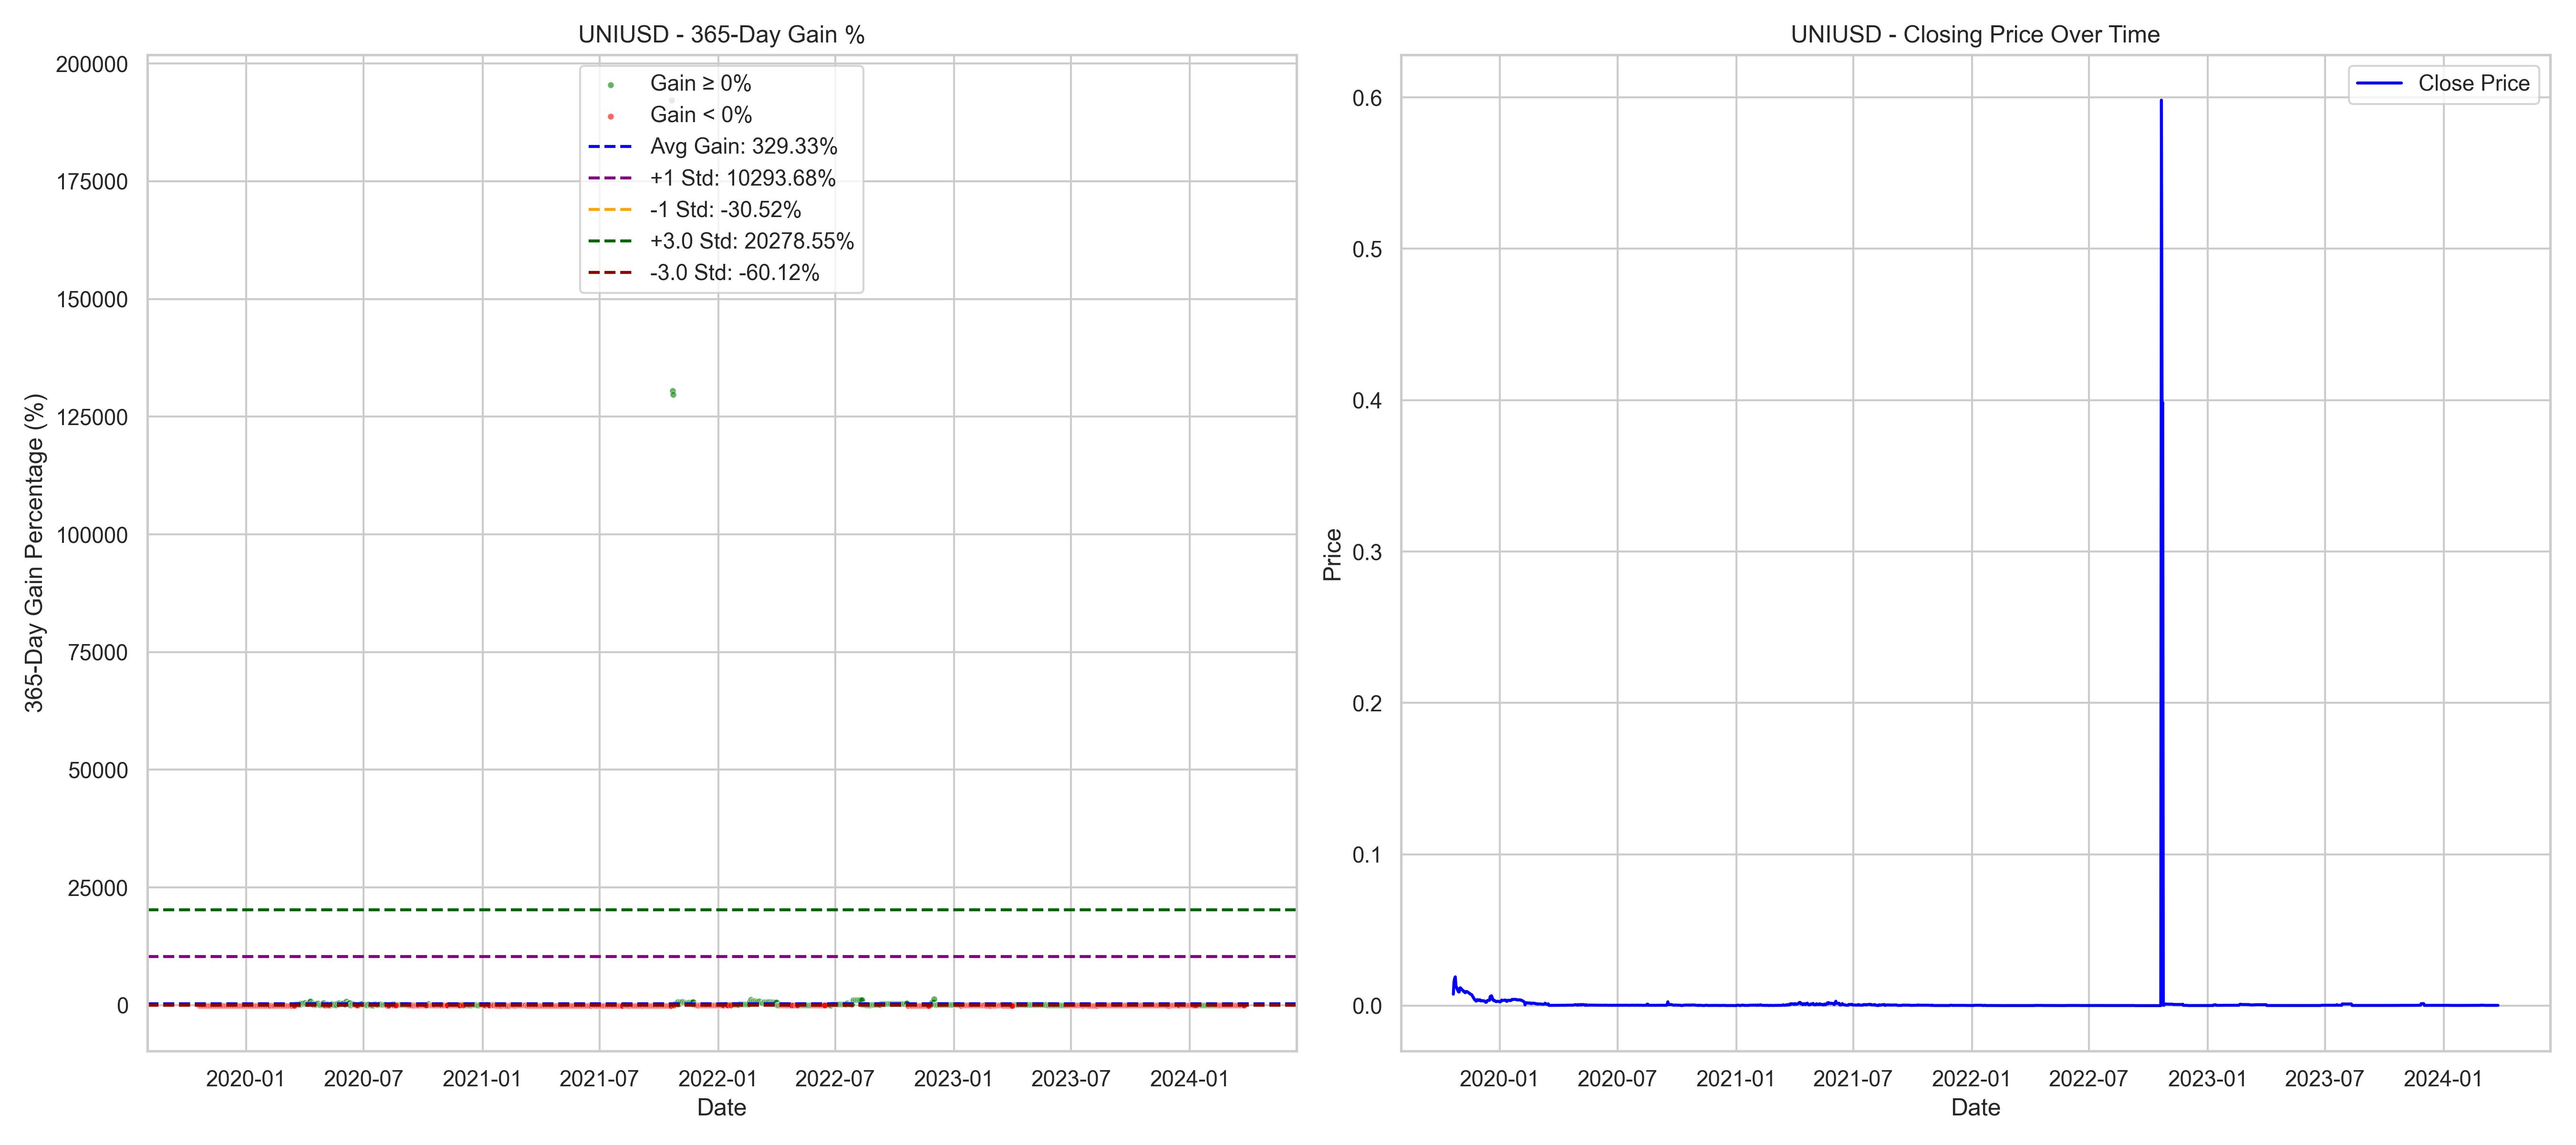 UNIUSD - 365-Day Gain %
200000
175000
150000
125000
100000
75000
50000
25000
0
365-Day Gain Percentage (%)
Gain ≥ 0%
Gain < 0%
Avg Gain: 329.33%
+1 Std: 10293.68%
-1 Std: -30.52%
+3.0 Std: 20278.55%
-3.0 Std: -60.12%
2020-01 2020-07 2021-01 2021-07 2022-01 2022-07 2023-01 2023-07 2024-01
Date
UNIUSD - Closing Price Over Time
Close Price
0.6
0.5
0.4
0.3
0.2
0.1
0.0
Price
2020-01 2020-07 2021-01 2021-07 2022-01 2022-07 2023-01 2023-07 2024-01
Date